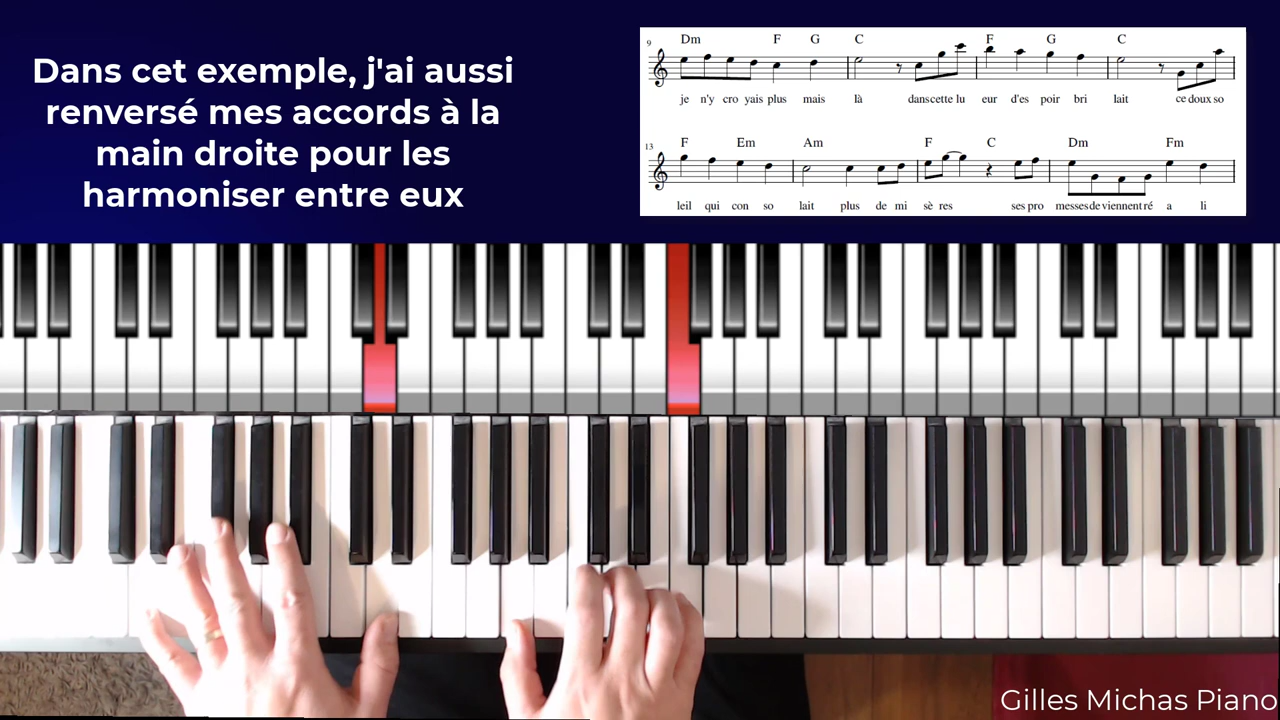 Dans cet exemple, j'ai aussi
renversé mes accords à la
main droite pour les
harmoniser entre eux
9
Dm F G C F G C
je n'y cro yais plus mais là dans cette lu eur d'es poir bri lait ce doux so
13
F Em Am F C Dm Fm
leil qui con so lait plus de mi sè res ses pro messes de viennent ré a li
Gilles Michas Piano